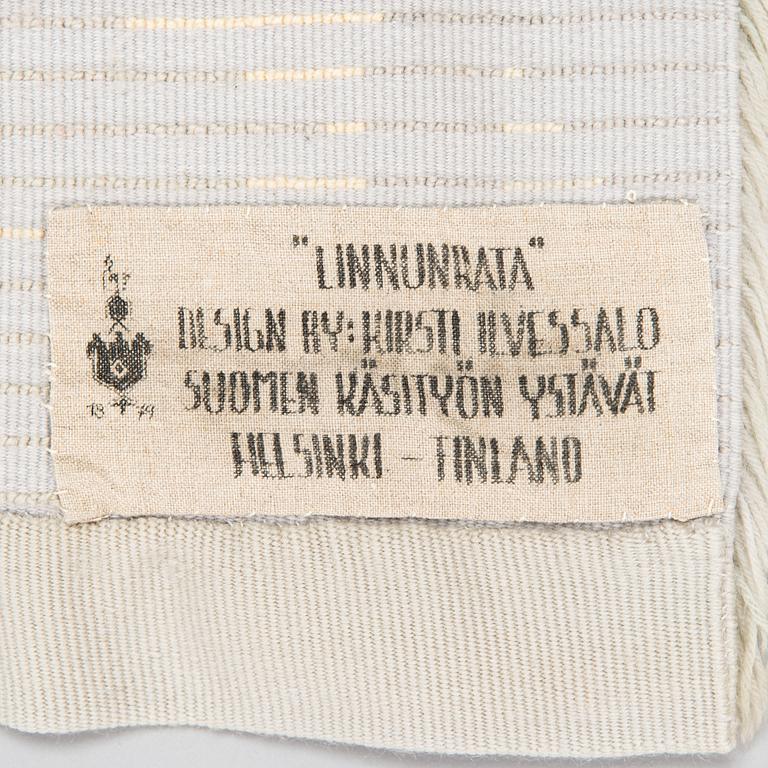 "LINNUNRATA"
DESIGN BY: KIRSTI ILVESSALO
SUOMEN KÄSITYÖN YSTÄVÄT
HELSINKI - FINLAND
1879